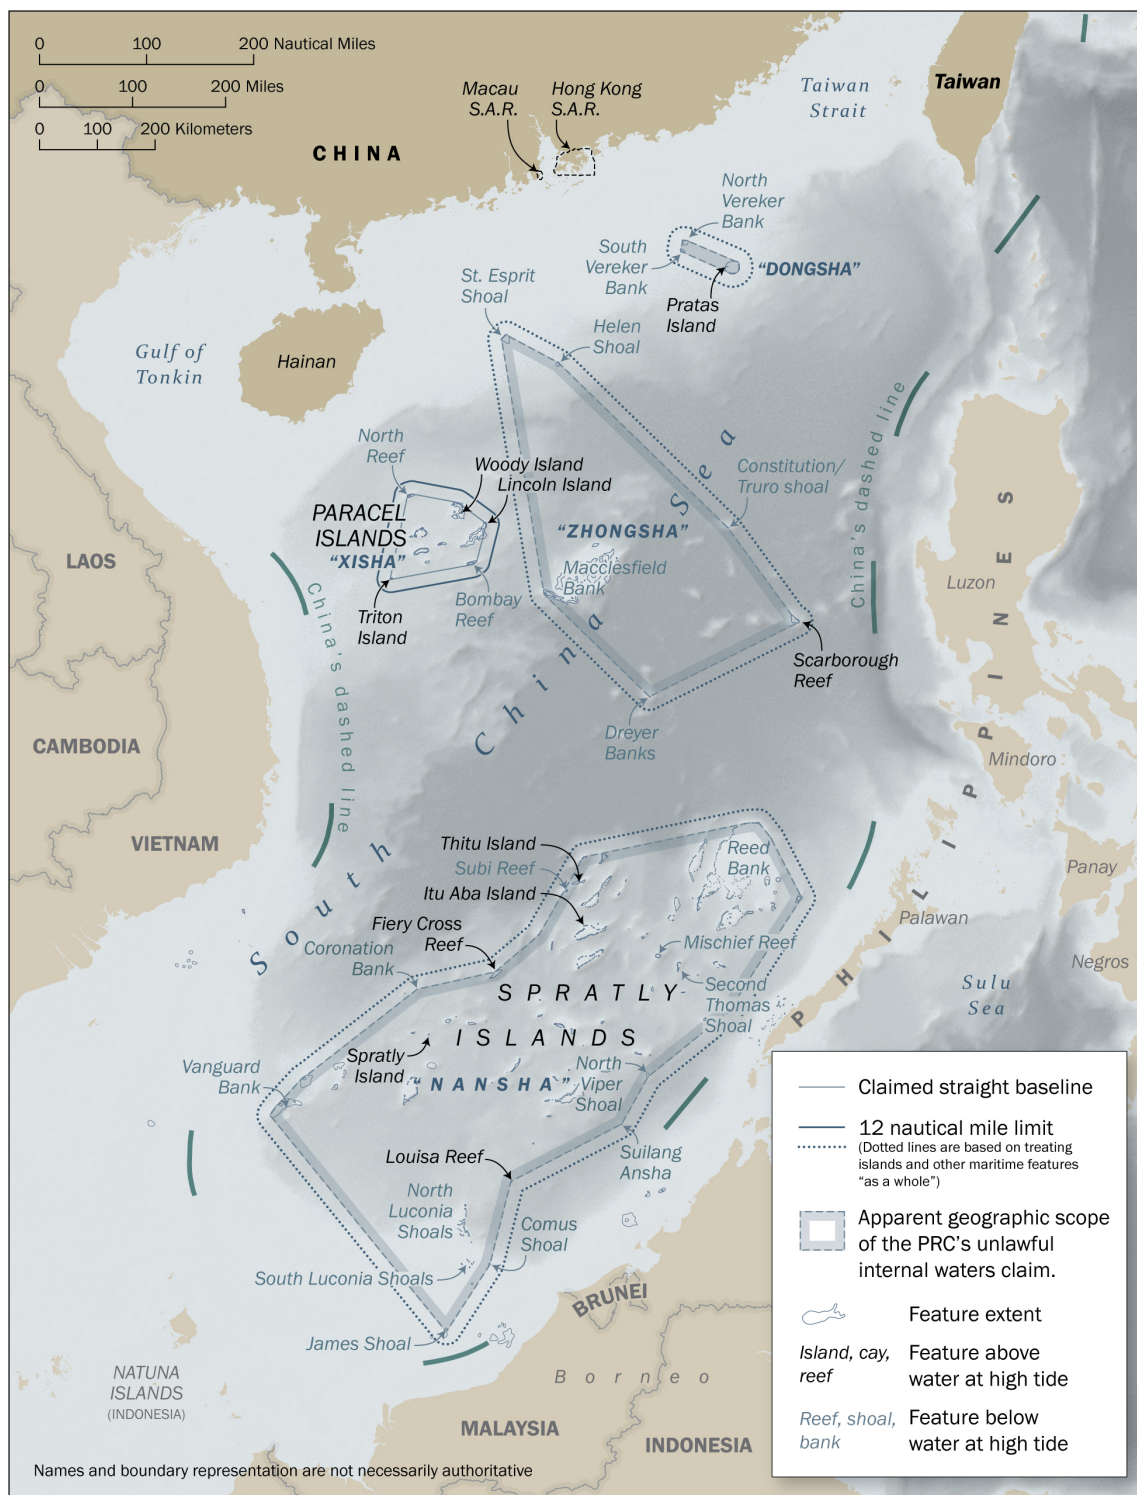 0 100 200 Nautical Miles
0 100 200 Miles
0 100 200 Kilometers
CHINA
Macau
S.A.R.
Hong Kong
S.A.R.
Taiwan
Strait
Taiwan
North
Vereker
Bank
South
Vereker
Bank
"DONGSHA"
Pratas
Island
St. Esprit
Shoal
Helen
Shoal
Gulf of
Tonkin
Hainan
North
Reef
Woody Island
Lincoln Island
PARACEL
ISLANDS
"XISHA"
Triton
Island
Bombay
Reef
Constitution/
Truro shoal
"ZHONGSHA"
Macclesfield
Bank
Scarborough
Reef
Dreyer
Banks
South China Sea
China's dashed line
China's dashed line
LAOS
CAMBODIA
VIETNAM
PHILIPPINES
Luzon
Mindoro
Panay
Palawan
Negros
Sulu
Sea
Thitu Island
Subi Reef
Itu Aba Island
Fiery Cross
Reef
Coronation
Bank
Reed
Bank
Mischief Reef
Second
Thomas
Shoal
SPRATLY
ISLANDS
Spratly
Island
"NANSHA"
North
Viper
Shoal
Vanguard
Bank
Suilang
Ansha
Louisa Reef
North
Luconia
Shoals
Comus
Shoal
South Luconia Shoals
James Shoal
BRUNEI
Borneo
NATUNA
ISLANDS
(INDONESIA)
MALAYSIA
INDONESIA
Names and boundary representation are not necessarily authoritative
Claimed straight baseline
12 nautical mile limit
(Dotted lines are based on treating
islands and other maritime features
"as a whole")
Apparent geographic scope
of the PRC's unlawful
internal waters claim.
Feature extent
Island, cay,
reef
Feature above
water at high tide
Reef, shoal,
bank
Feature below
water at high tide